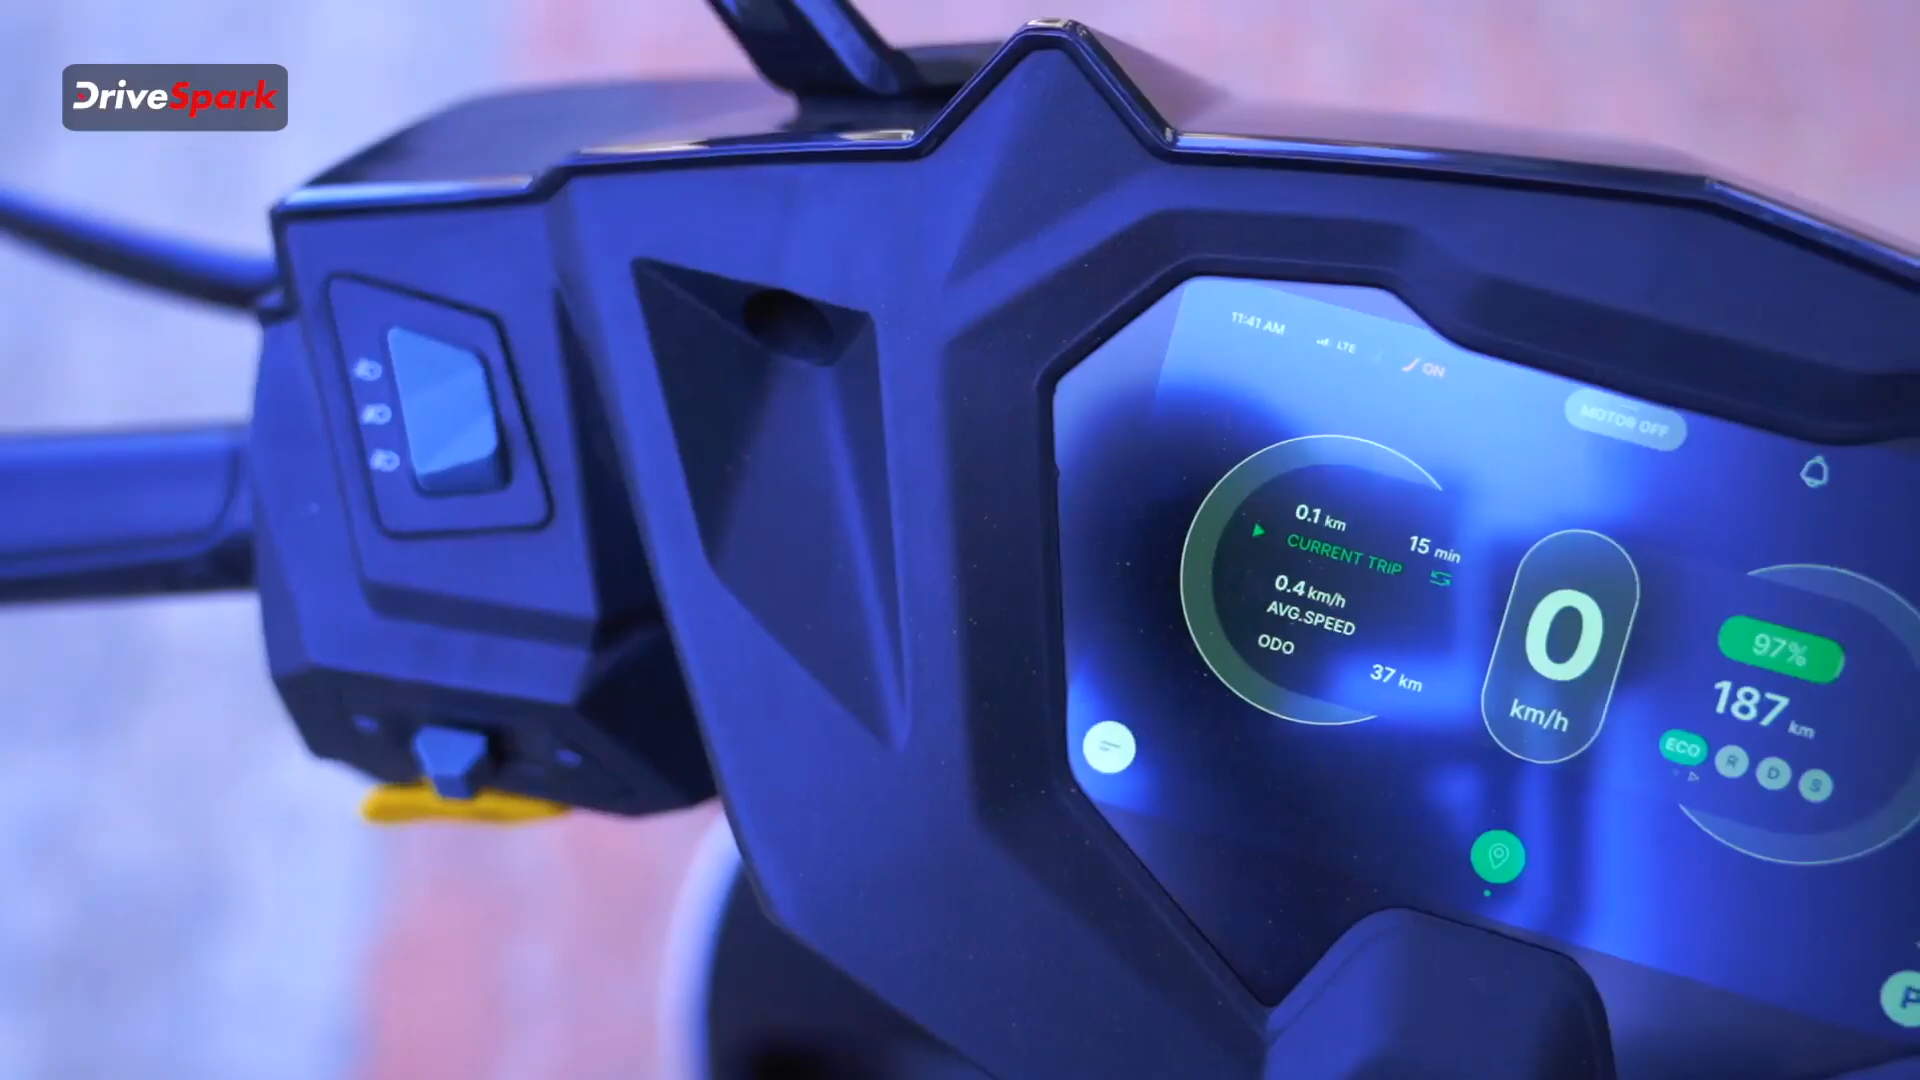 DriveSpark
11:41 AM LTE ON
MOTOR OFF
0.1 km 15 min
CURRENT TRIP
0.4 km/h
AVG.SPEED
ODO
37 km
0
km/h
97%
187 km
ECO R D S
P